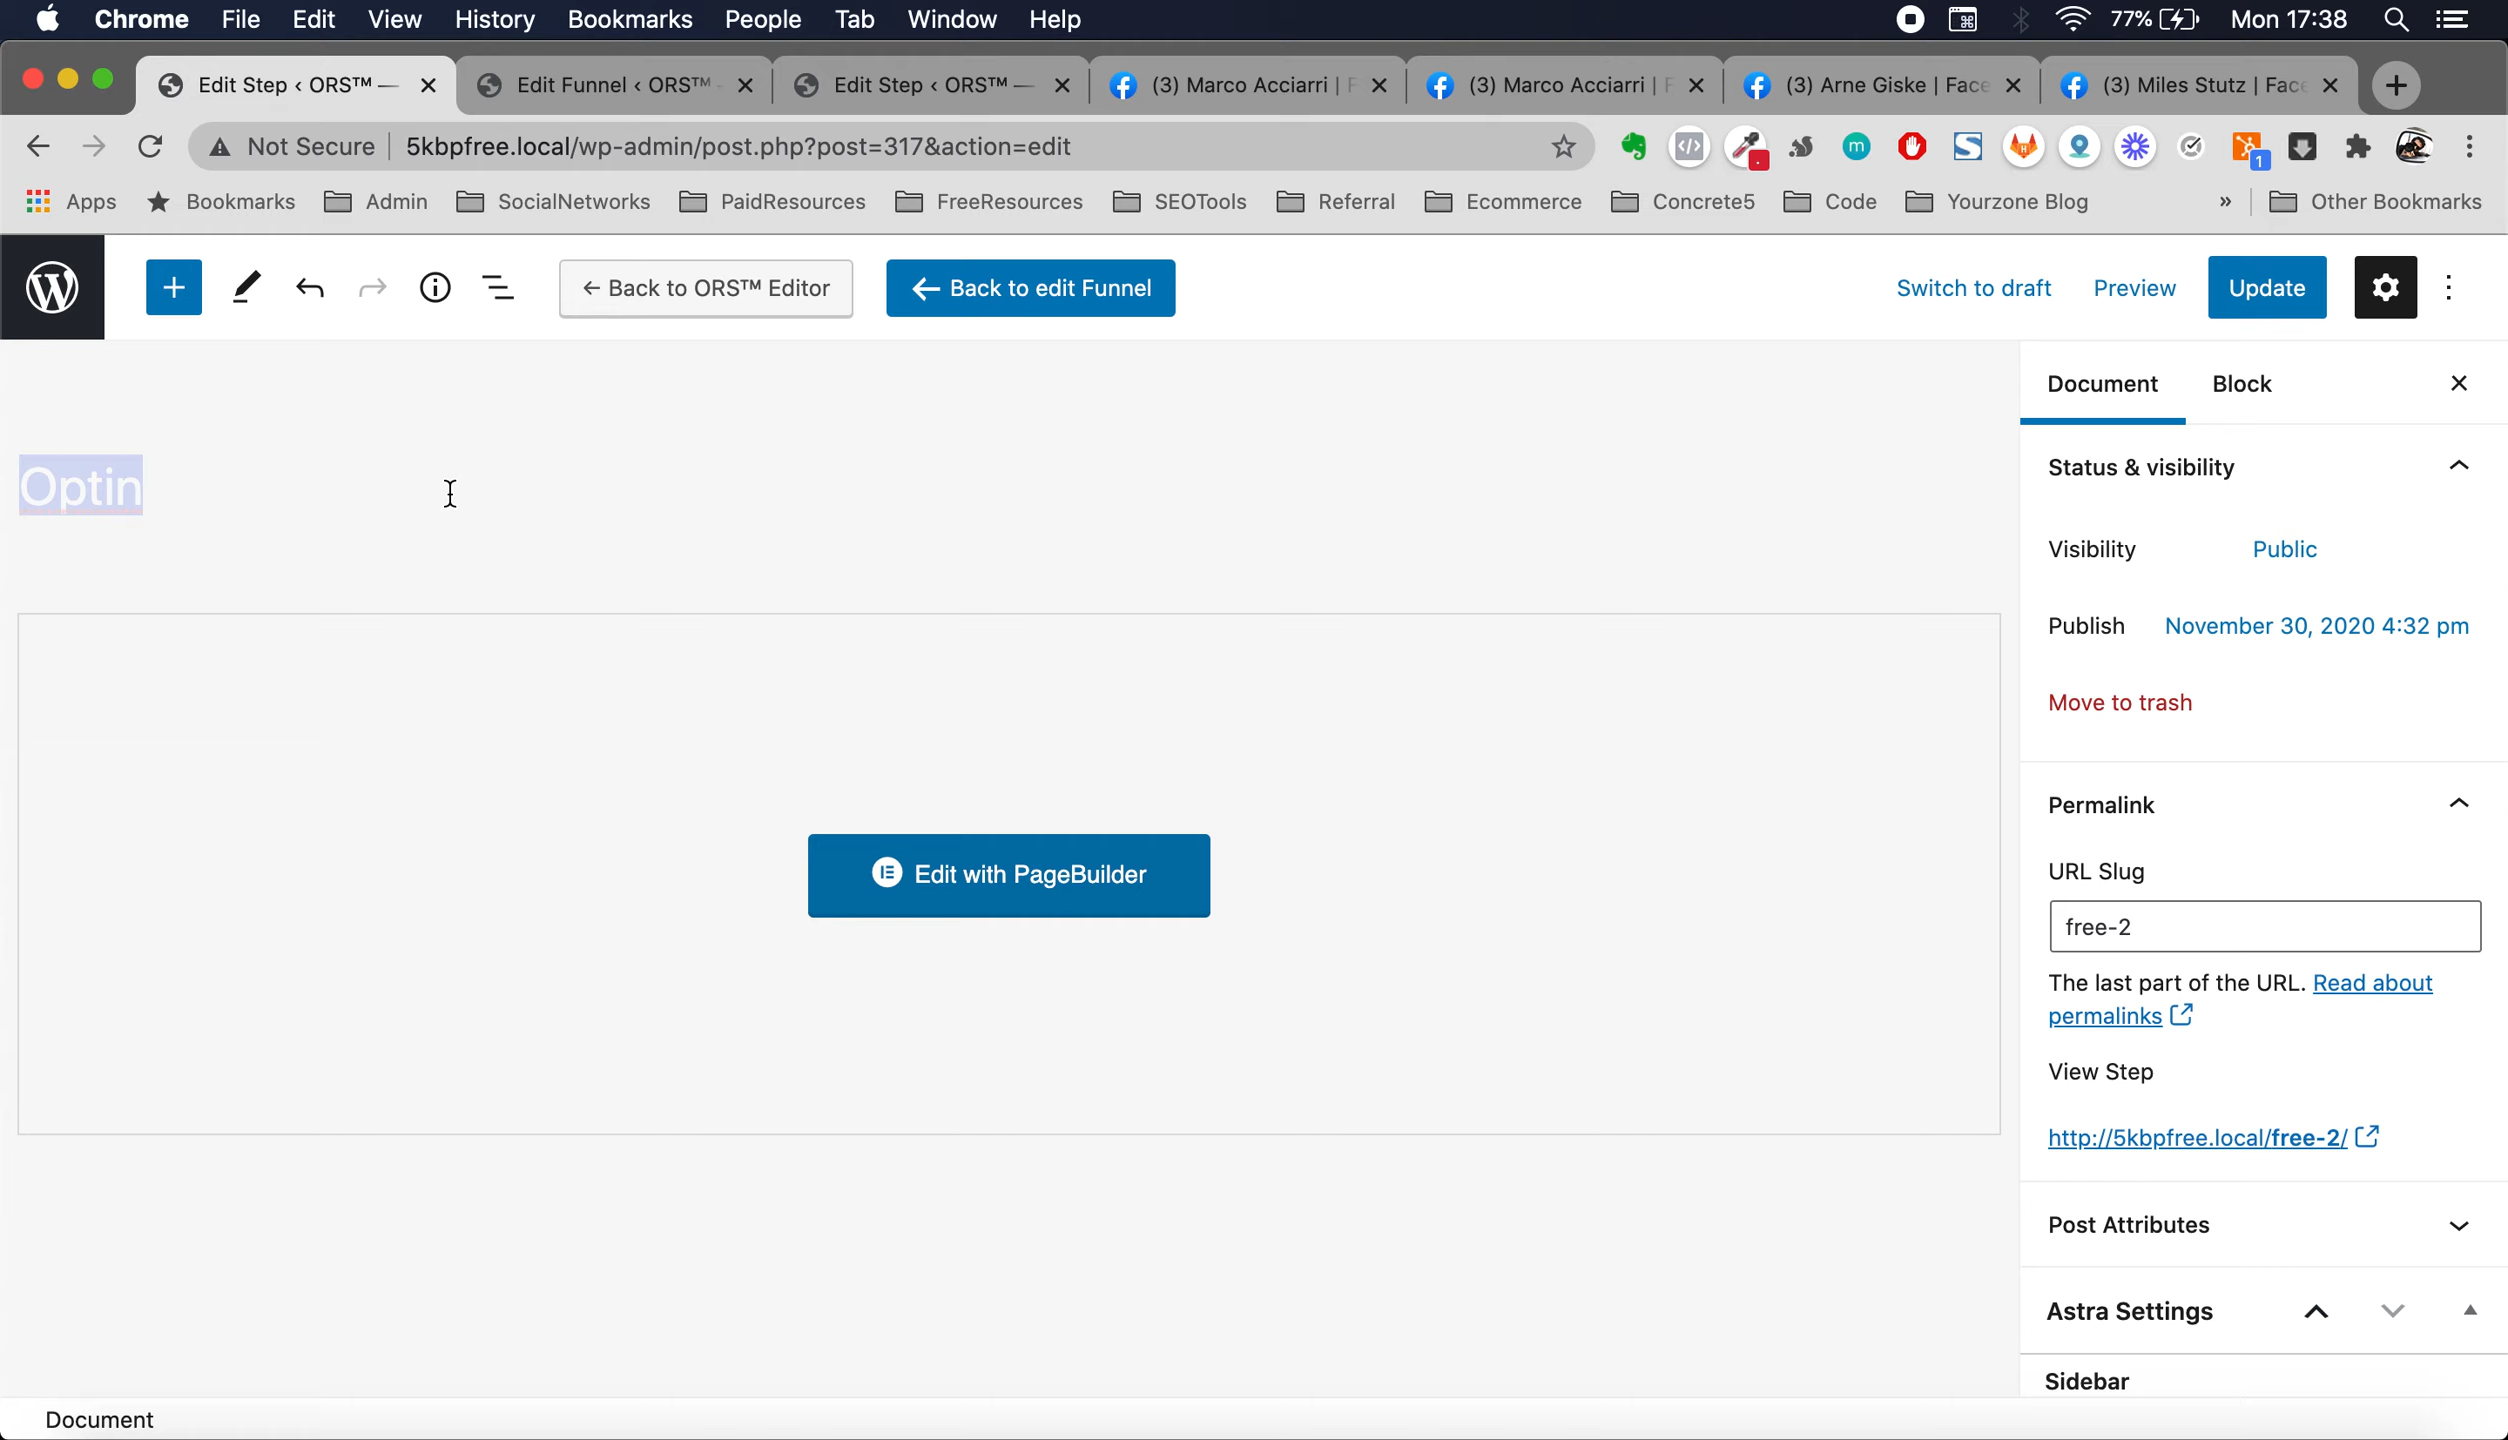 Chrome File Edit View History Bookmarks People Tab Window Help 77% Mon 17:38
Edit Step ‹ ORS™ — Edit Funnel ‹ ORS™ Edit Step ‹ ORS™ — (3) Marco Acciarri | F (3) Marco Acciarri | F (3) Arne Giske | Face (3) Miles Stutz | Face
Not Secure 5kbpfree.local/wp-admin/post.php?post=317&action=edit
Apps Bookmarks Admin SocialNetworks PaidResources FreeResources SEOTools Referral Ecommerce Concrete5 Code Yourzone Blog » Other Bookmarks
← Back to ORS™ Editor ← Back to edit Funnel Switch to draft Preview Update
Document Block
Optin
Status & visibility
Visibility Public
Publish November 30, 2020 4:32 pm
Move to trash
Permalink
Edit with PageBuilder
URL Slug
free-2
The last part of the URL. Read about
permalinks
View Step
http://5kbpfree.local/free-2/
Post Attributes
Astra Settings
Sidebar
Document